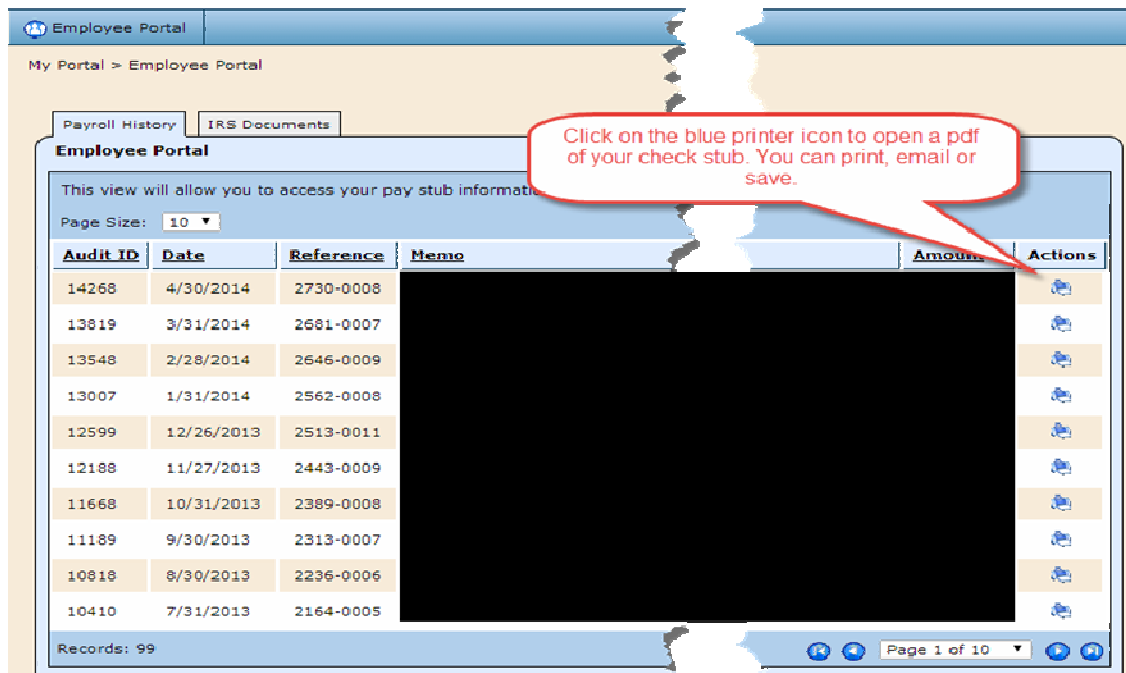 Employee Portal
My Portal > Employee Portal
Payroll History IRS Documents
Employee Portal
Click on the blue printer icon to open a pdf
of your check stub. You can print, email or
save.
This view will allow you to access your pay stub
Page Size: 10
Audit ID Date Reference Memo Actions
14268 4/30/2014 2730-0008
13819 3/31/2014 2681-0007
13548 2/28/2014 2646-0009
13007 1/31/2014 2562-0008
12599 12/26/2013 2513-0011
12188 11/27/2013 2443-0009
11668 10/31/2013 2389-0008
11189 9/30/2013 2313-0007
10818 8/30/2013 2236-0006
10410 7/31/2013 2164-0005
Records: 99 Page 1 of 10